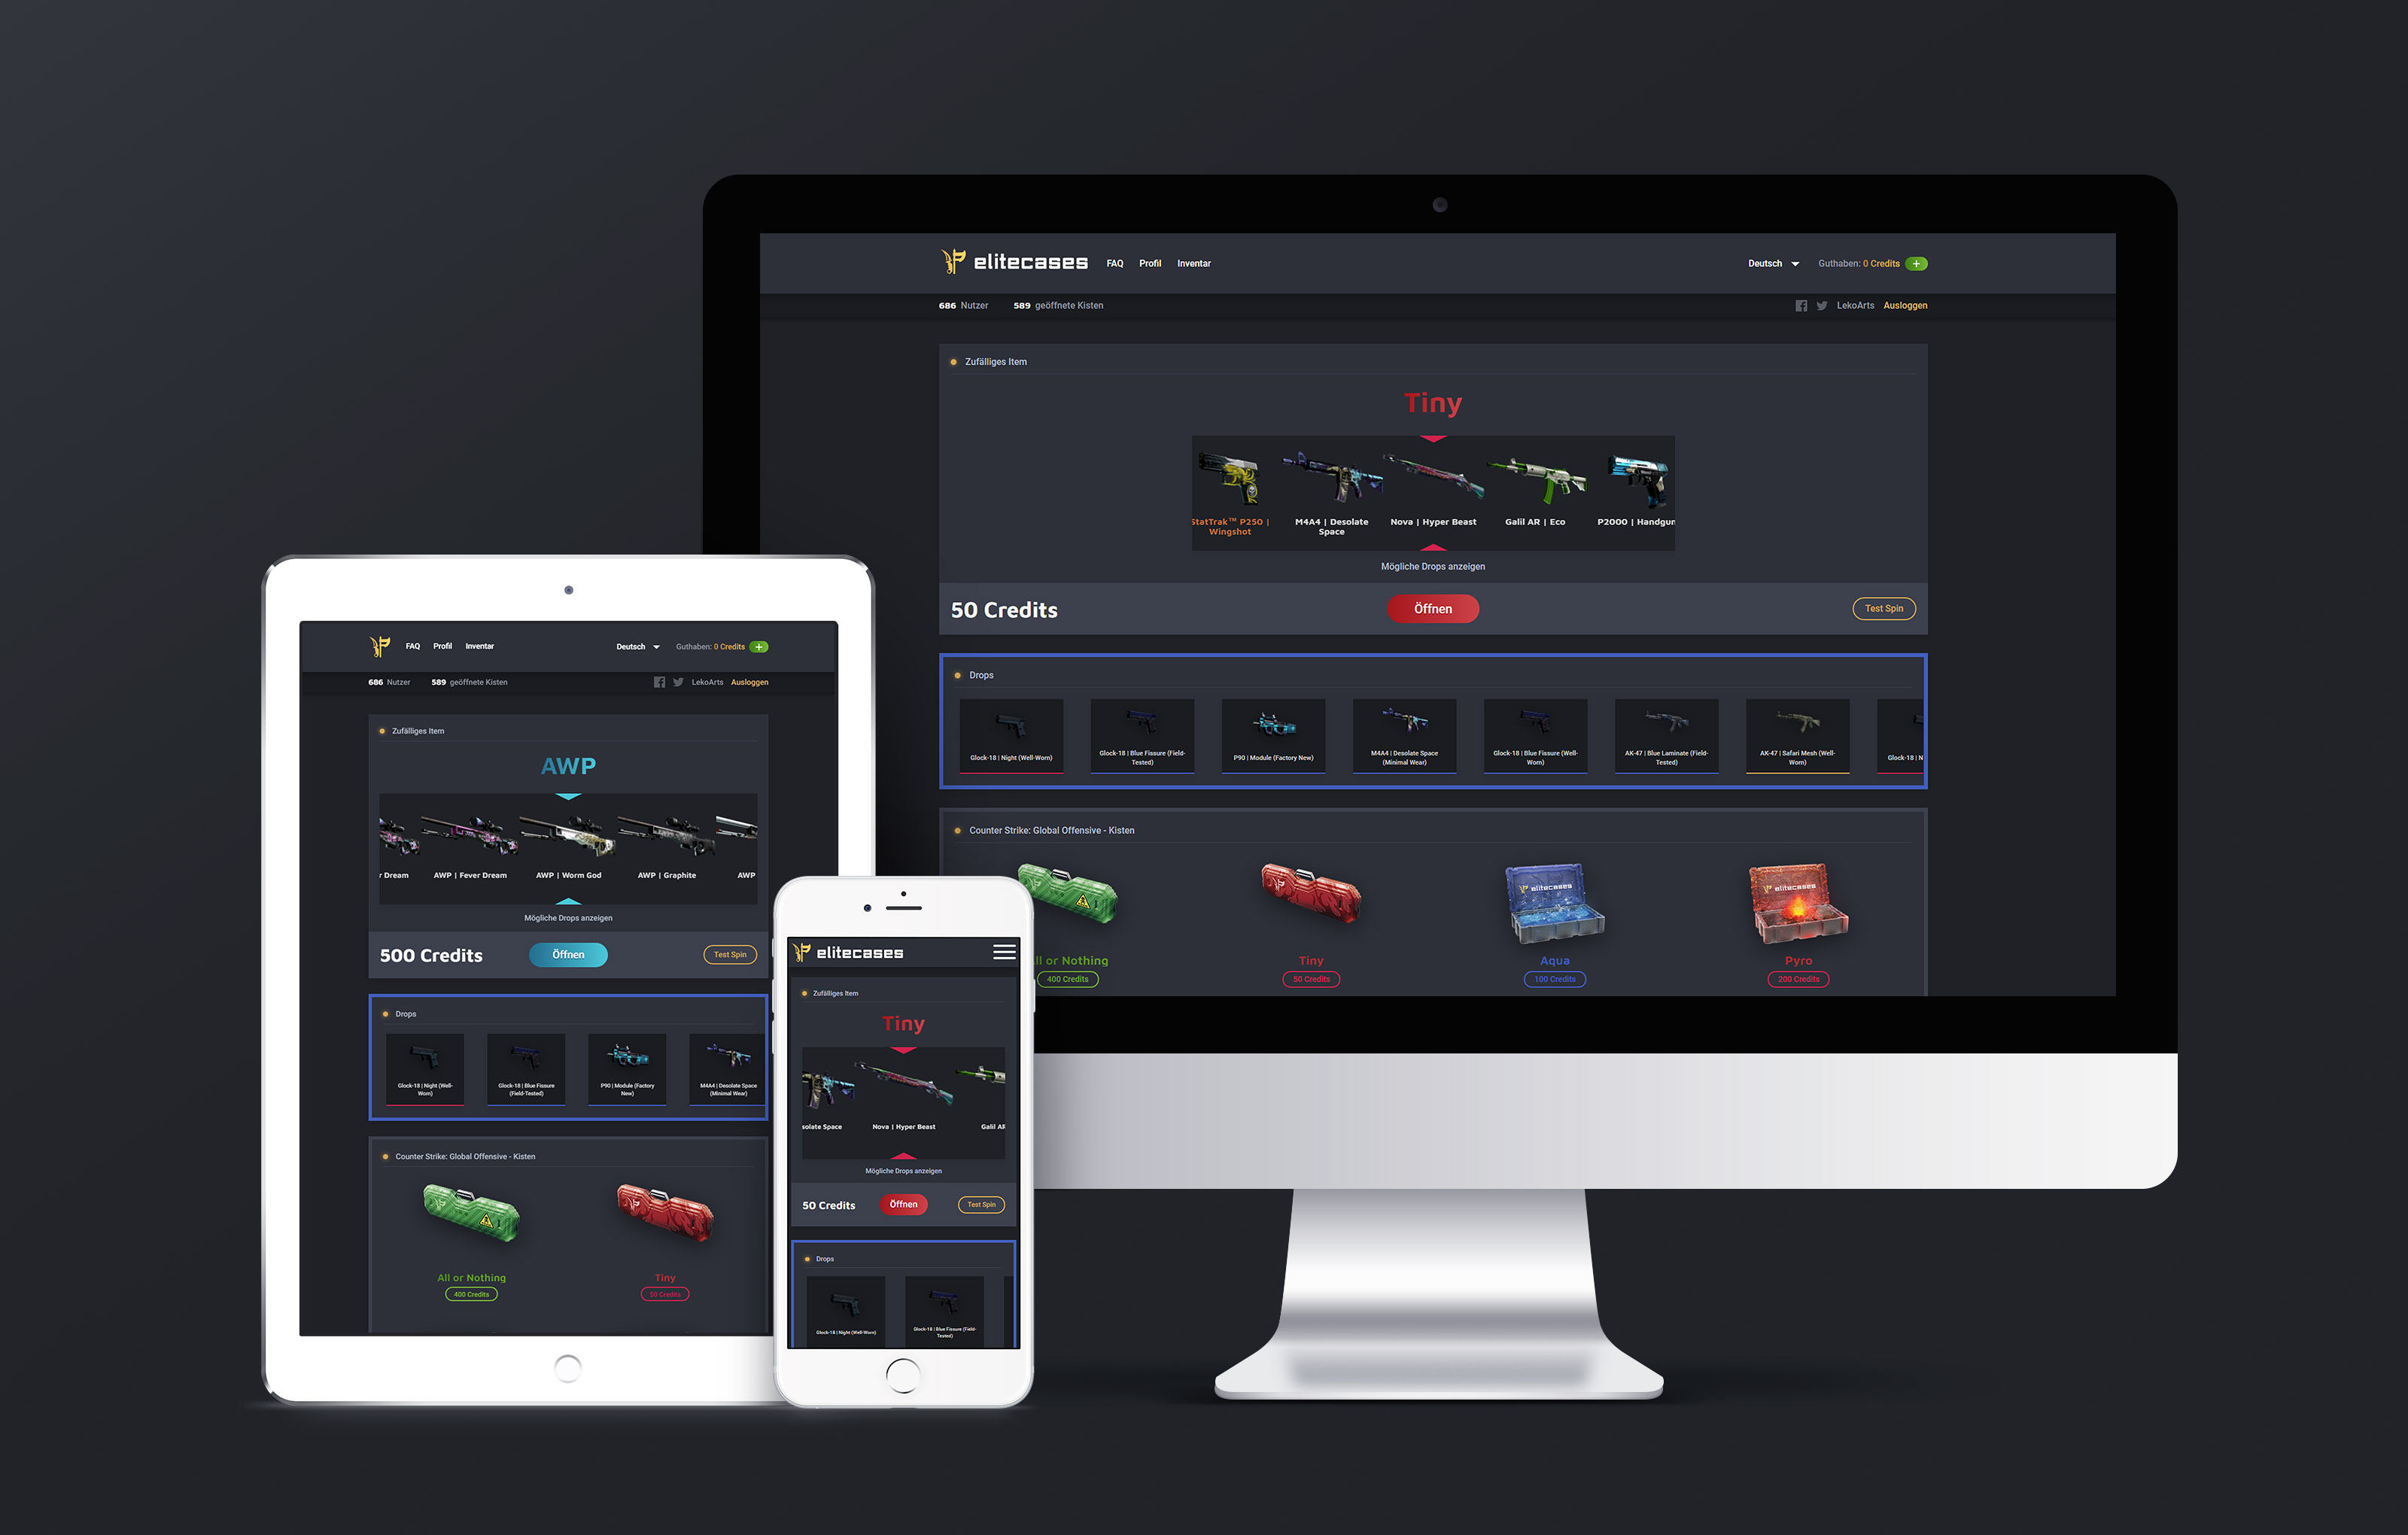 elitecases FAQ Profil Inventar Deutsch Guthaben: 0 Credits +
686 Nutzer 589 geöffnete Kisten LekoArts Ausloggen
Zufälliges Item
Tiny
StatTrak™ P250 | Wingshot
M4A4 | Desolate Space
Nova | Hyper Beast
Galil AR | Eco
P2000 | Handgun
Mögliche Drops anzeigen
50 Credits Öffnen Test Spin
Drops
Glock-18 | Night (Well-Worn)
Glock-18 | Blue Fissure (Field-
Tested)
P90 | Module (Factory New)
M4A4 | Desolate Space
(Minimal Wear)
Glock-18 | Blue Fissure (Well-
Worn)
AK-47 | Blue Laminate (Field-
Tested)
AK-47 | Safari Mesh (Well-
Worn)
Glock-18 | N
Counter Strike: Global Offensive - Kisten
elitecases
elitecases
ll or Nothing
400 Credits
Tiny
50 Credits
Aqua
100 Credits
Pyro
200 Credits
FAQ Profil Inventar Deutsch Guthaben: 0 Credits +
686 Nutzer 589 geöffnete Kisten LekoArts Ausloggen
Zufälliges Item
AWP
r Dream
AWP | Fever Dream
AWP | Worm God
AWP | Graphite
AWP
Mögliche Drops anzeigen
500 Credits Öffnen Test Spin
Drops
Glock-18 | Night (Well-
Worn)
Glock-18 | Blue Fissure
(Field-Tested)
P90 | Module (Factory
New)
M4A4 | Desolate Space
(Minimal Wear)
Counter Strike: Global Offensive - Kisten
All or Nothing
400 Credits
Tiny
50 Credits
elitecases
Zufälliges Item
Tiny
solate Space
Nova | Hyper Beast
Galil AR
Mögliche Drops anzeigen
50 Credits Öffnen Test Spin
Drops
Glock-18 | Night (Well-Worn)
Glock-18 | Blue Fissure (Field-
Tested)